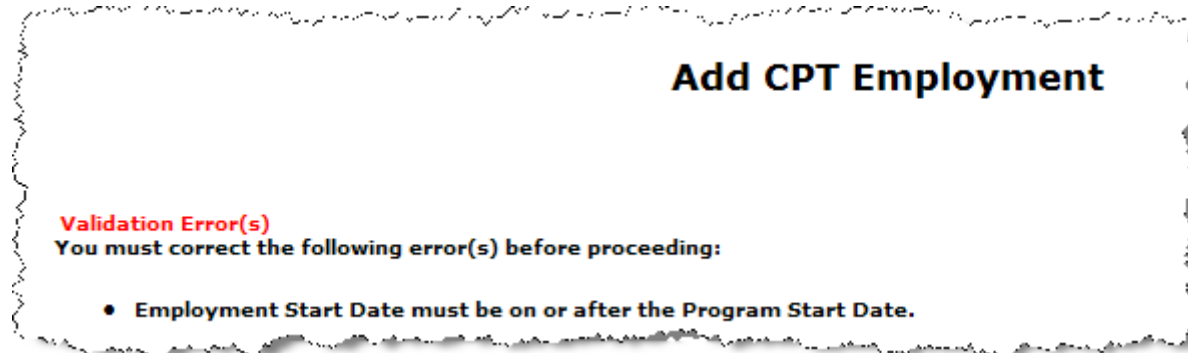 Add CPT Employment
Validation Error(s)
You must correct the following error(s) before proceeding:
• Employment Start Date must be on or after the Program Start Date.